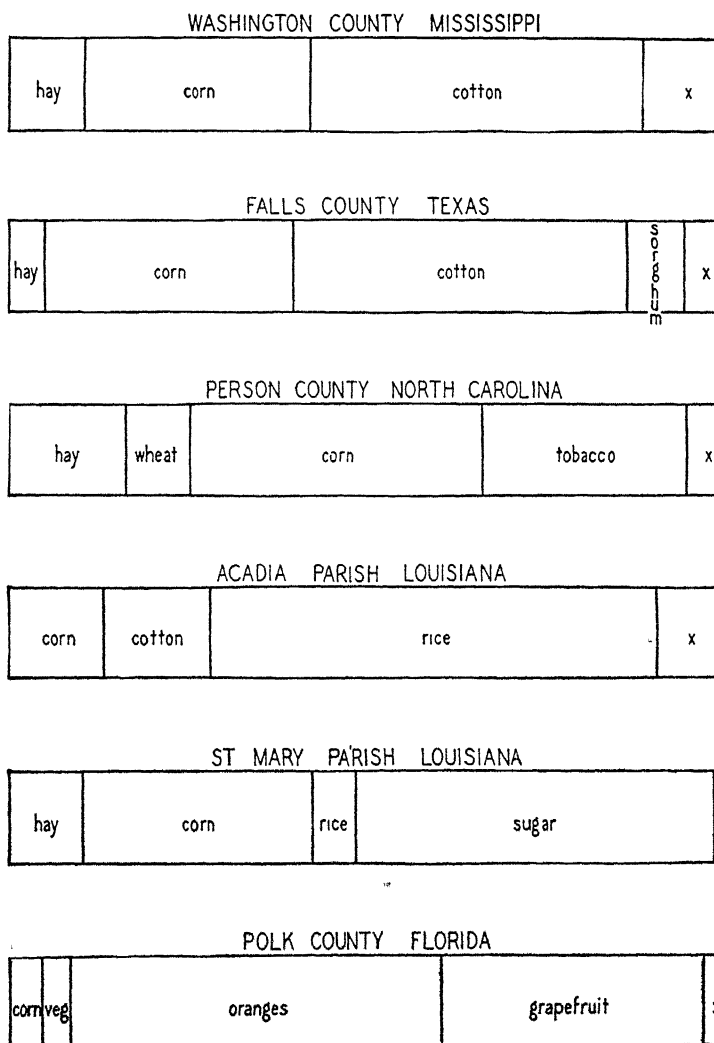 WASHINGTON COUNTY MISSISSIPPI
hay corn cotton x
FALLS COUNTY TEXAS
hay corn cotton sorghum x
PERSON COUNTY NORTH CAROLINA
hay wheat corn tobacco x
ACADIA PARISH LOUISIANA
corn cotton rice x
ST MARY PARISH LOUISIANA
hay corn rice sugar
POLK COUNTY FLORIDA
corn veg oranges grapefruit